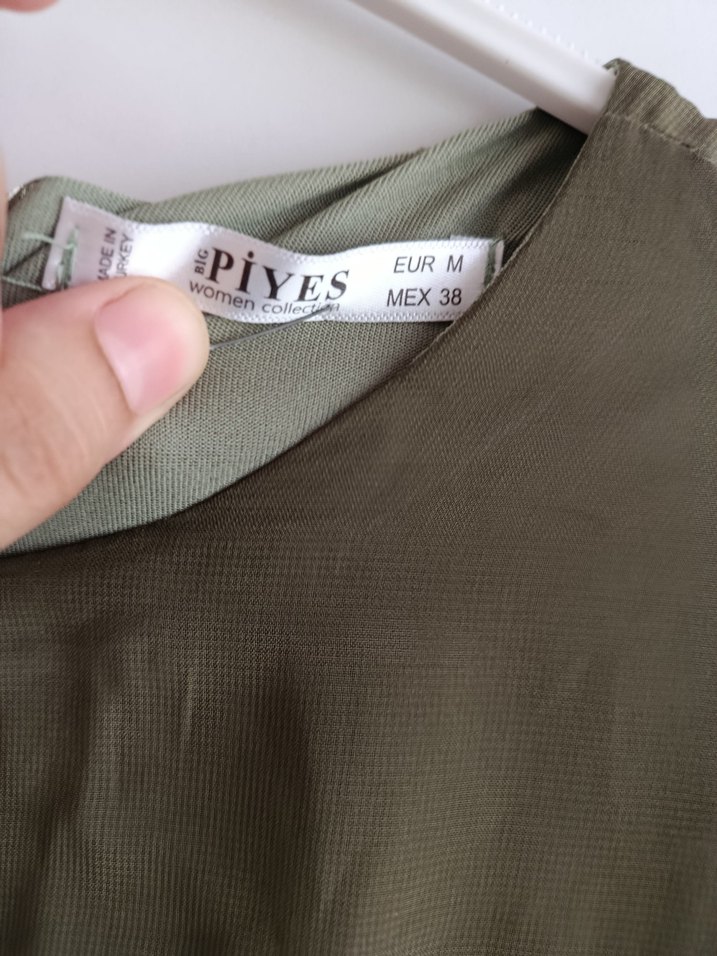 MADE IN
TURKEY
BIG
PİYES
women collection
EUR M
MEX 38